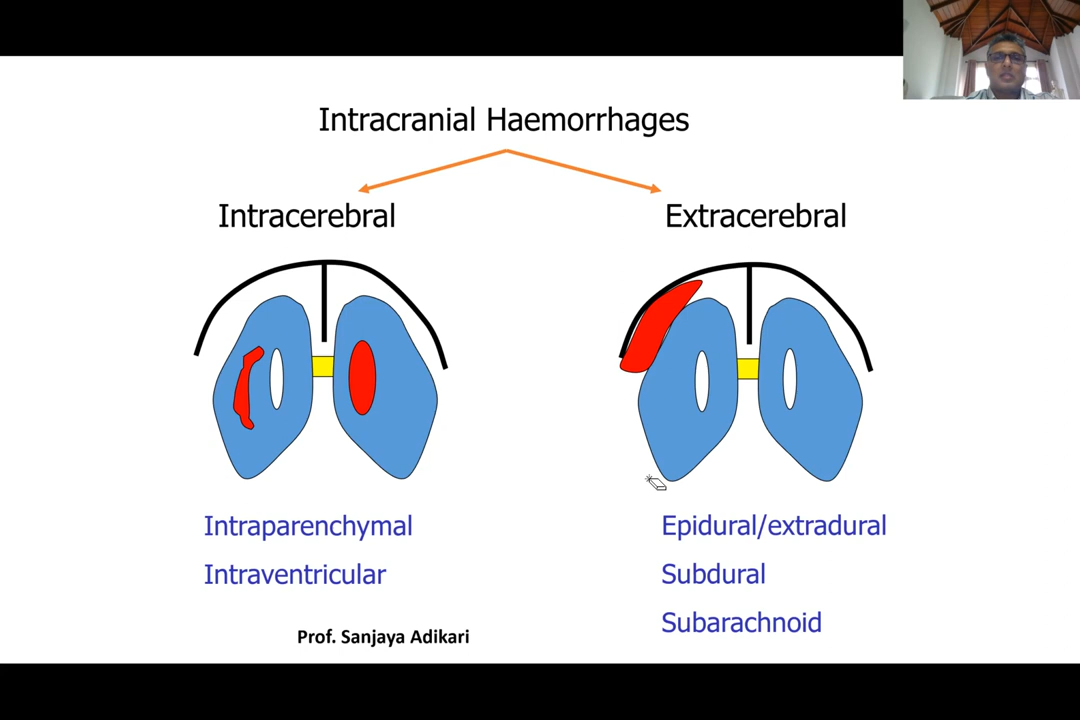 Intracranial Haemorrhages
Intracerebral
Extracerebral
Intraparenchymal
Intraventricular
Epidural/extradural
Subdural
Subarachnoid
Prof. Sanjaya Adikari